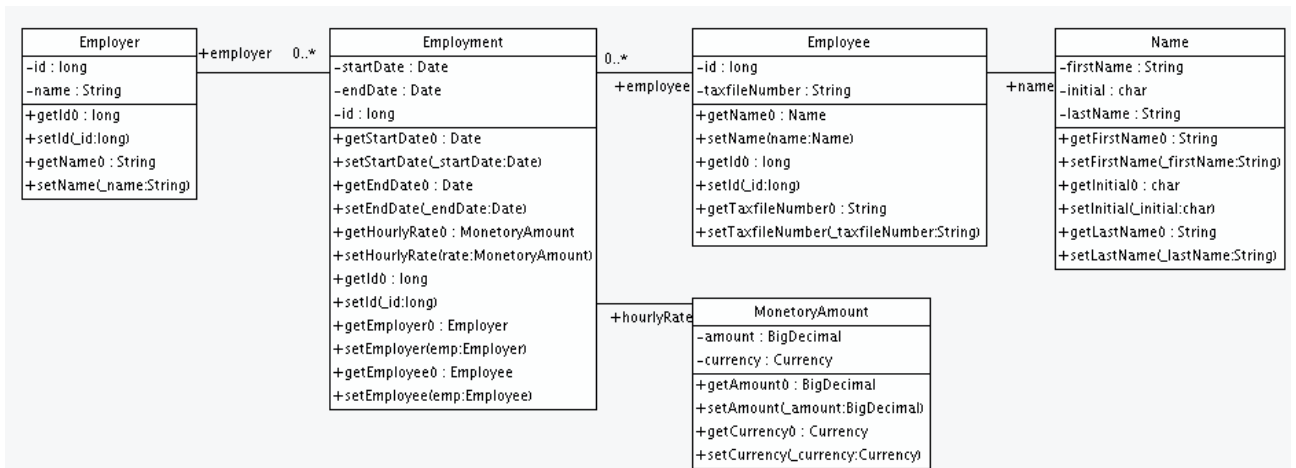 Employer
-id : long
-name : String
+getId() : long
+setId(_id:long)
+getName() : String
+setName(_name:String)
+employer
0..*
Employment
-startDate : Date
-endDate : Date
-id : long
+getStartDate() : Date
+setStartDate(_startDate:Date)
+getEndDate() : Date
+setEndDate(_endDate:Date)
+getHourlyRate() : MonetoryAmount
+setHourlyRate(rate:MonetoryAmount)
+getId() : long
+setId(_id:long)
+getEmployer() : Employer
+setEmployer(emp:Employer)
+getEmployee() : Employee
+setEmployee(emp:Employee)
0..*
+employee
Employee
-id : long
-taxfileNumber : String
+getName() : Name
+setName(name:Name)
+getId() : long
+setId(_id:long)
+getTaxfileNumber() : String
+setTaxfileNumber(_taxfileNumber:String)
+name
Name
-firstName : String
-initial : char
-lastName : String
+getFirstName() : String
+setFirstName(_firstName:String)
+getInitial() : char
+setInitial(_initial:char)
+getLastName() : String
+setLastName(_lastName:String)
+hourlyRate
MonetoryAmount
-amount : BigDecimal
-currency : Currency
+getAmount() : BigDecimal
+setAmount(_amount:BigDecimal)
+getCurrency() : Currency
+setCurrency(_currency:Currency)